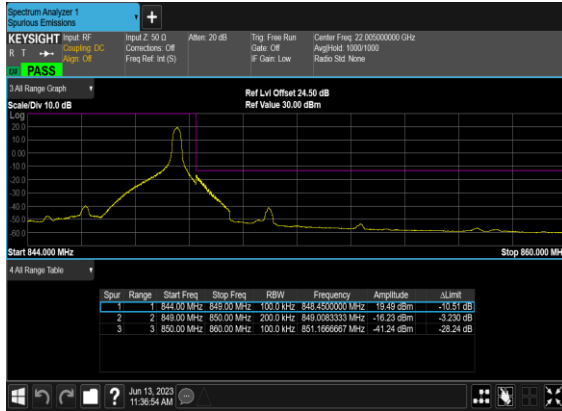 Spectrum Analyzer 1
Spurious Emissions
+
KEYSIGHT Input: RF Input Z: 50 Ω Atten: 20 dB Trig: Free Run Center Freq: 22.005000000 GHz
R T Coupling: DC Corrections: Off Gate: Off Avg|Hold: 1000/1000
Align: Off Freq Ref: Int (S) IF Gain: Low Radio Std: None
PASS
3 All Range Graph
Ref Lvl Offset 24.50 dB
Scale/Div 10.0 dB Ref Value 30.00 dBm
Log
20.0
10.0
0.00
-10.0
-20.0
-30.0
-40.0
-50.0
-60.0
Start 844.000 MHz Stop 860.000 MHz
4 All Range Table
Spur Range Start Freq Stop Freq RBW Frequency Amplitude ΔLimit
1 1 844.00 MHz 849.00 MHz 100.0 kHz 848.4500000 MHz 19.49 dBm -10.51 dB
2 2 849.00 MHz 850.00 MHz 200.0 kHz 849.0083333 MHz -16.23 dBm -3.230 dB
3 3 850.00 MHz 860.00 MHz 100.0 kHz 851.1666667 MHz -41.24 dBm -28.24 dB
? Jun 13, 2023
11:36:54 AM